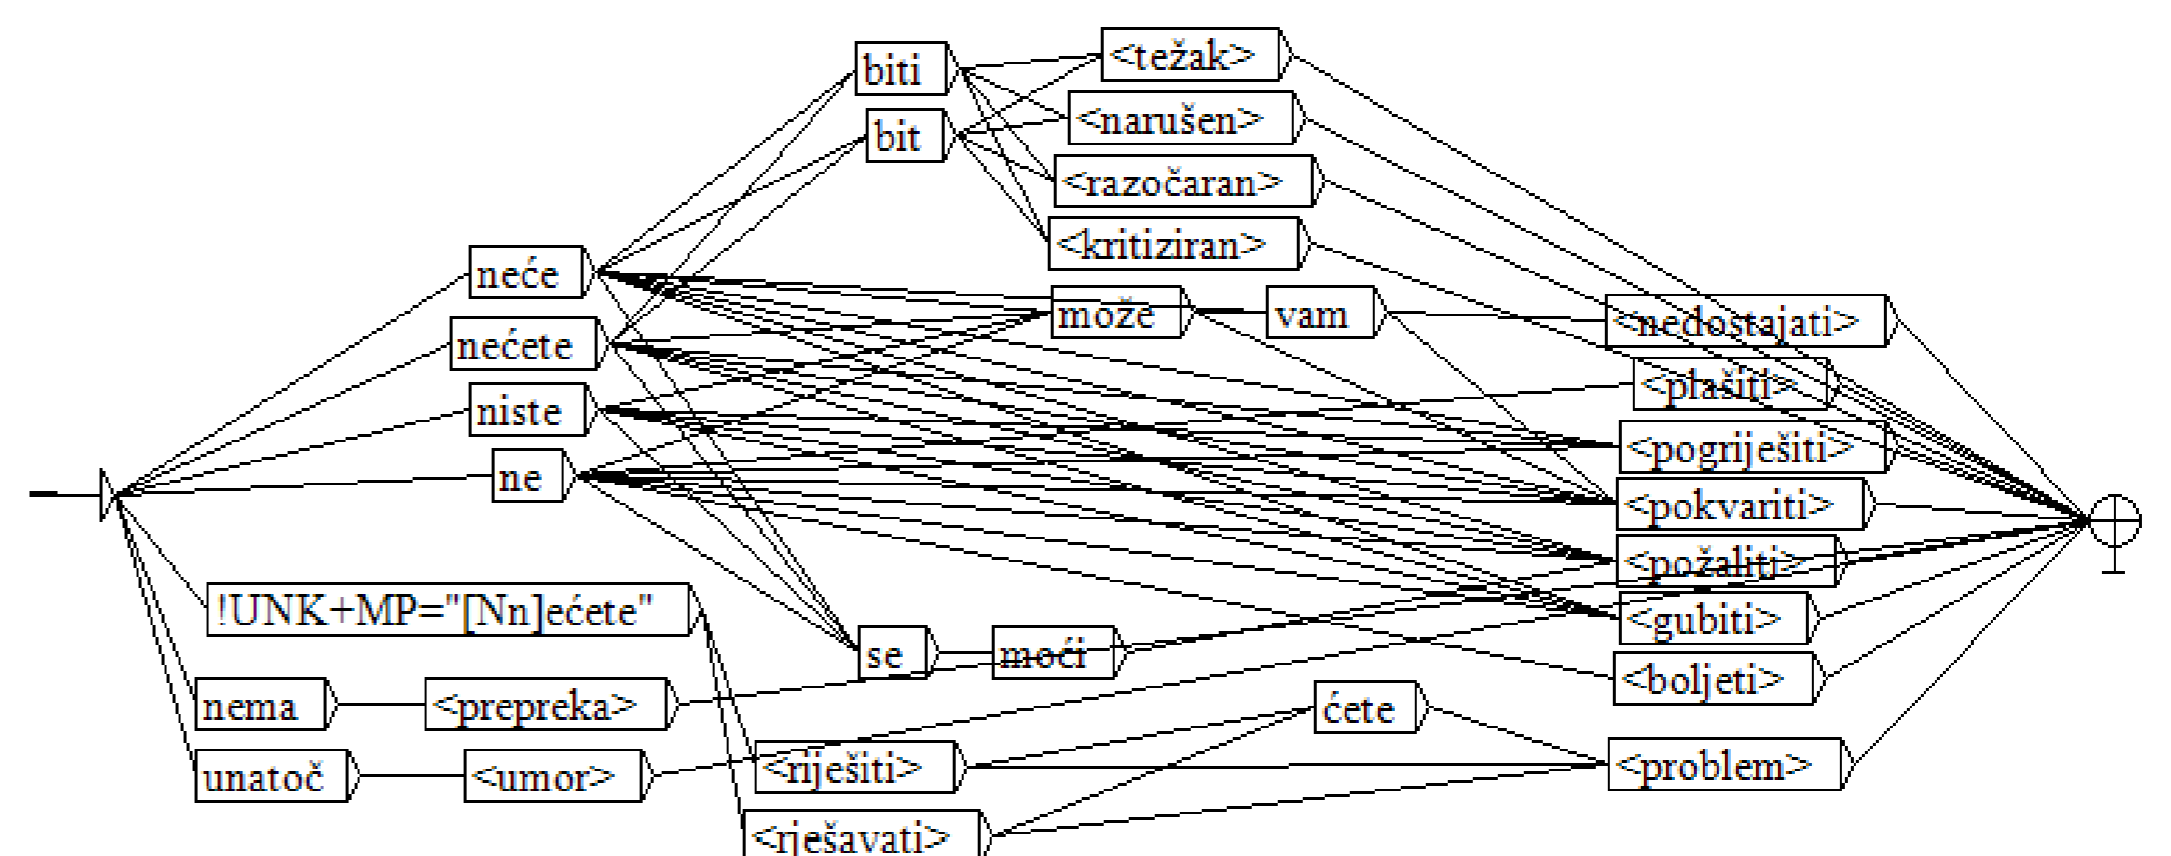 biti
bit
<težak>
<narušen>
<razočaran>
<kritiziran>
neće
nećete
niste
ne
može
vam
<nedostajati>
<plašiti>
<pogriješiti>
<pokvariti>
<požaliti>
<gubiti>
<boljeti>
!UNK+MP="[Nn]ećete"
se
moći
nema
<prepreka>
ćete
unatoč
<umor>
<riješiti>
<problem>
<rješavati>